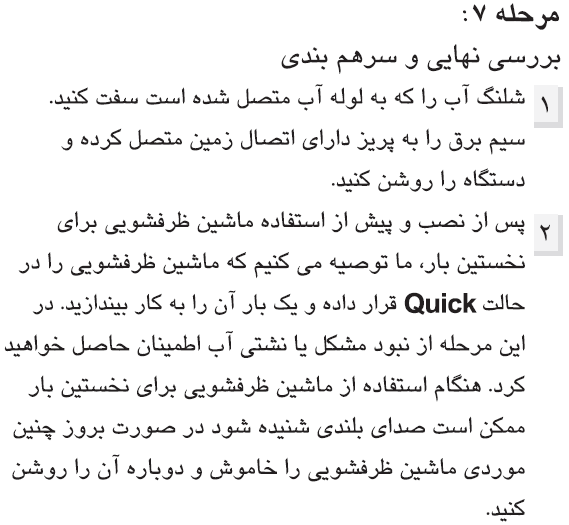 مرحله ۷:
بررسی نهایی و سرهم بندی
۱ شلنگ آب را که به لوله آب متصل شده است سفت کنید.
سیم برق را به پریز دارای اتصال زمین متصل کرده و
دستگاه را روشن کنید.
۲ پس از نصب و پیش از استفاده ماشین ظرفشویی برای
نخستین بار، ما توصیه می کنیم که ماشین ظرفشویی را در
حالت Quick قرار داده و یک بار آن را به کار بیندازید. در
این مرحله از نبود مشکل یا نشتی آب اطمینان حاصل خواهید
کرد. هنگام استفاده از ماشین ظرفشویی برای نخستین بار
ممکن است صدای بلندی شنیده شود در صورت بروز چنین
موردی ماشین ظرفشویی را خاموش و دوباره آن را روشن
کنید.